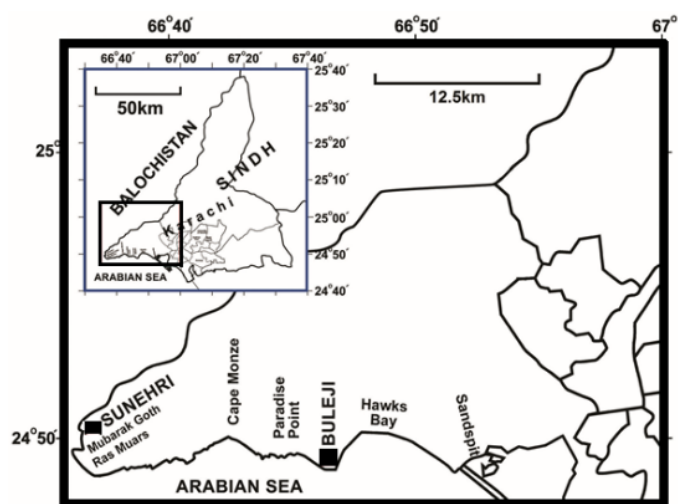 66°40′
66°50′
67°
66°40′ 67°00′ 67°20′ 67°40′
25°40′
25°30′
25°20′
25°10′
25°00′
24°50′
24°40′
50km
12.5km
BALOCHISTAN
SINDH
Karachi
ARABIAN SEA
25°
24°50′
SUNEHRI
Mubarak Goth
Ras Muars
Cape Monze
Paradise
Point
BULEJI
Hawks
Bay
Sandspit
ARABIAN SEA